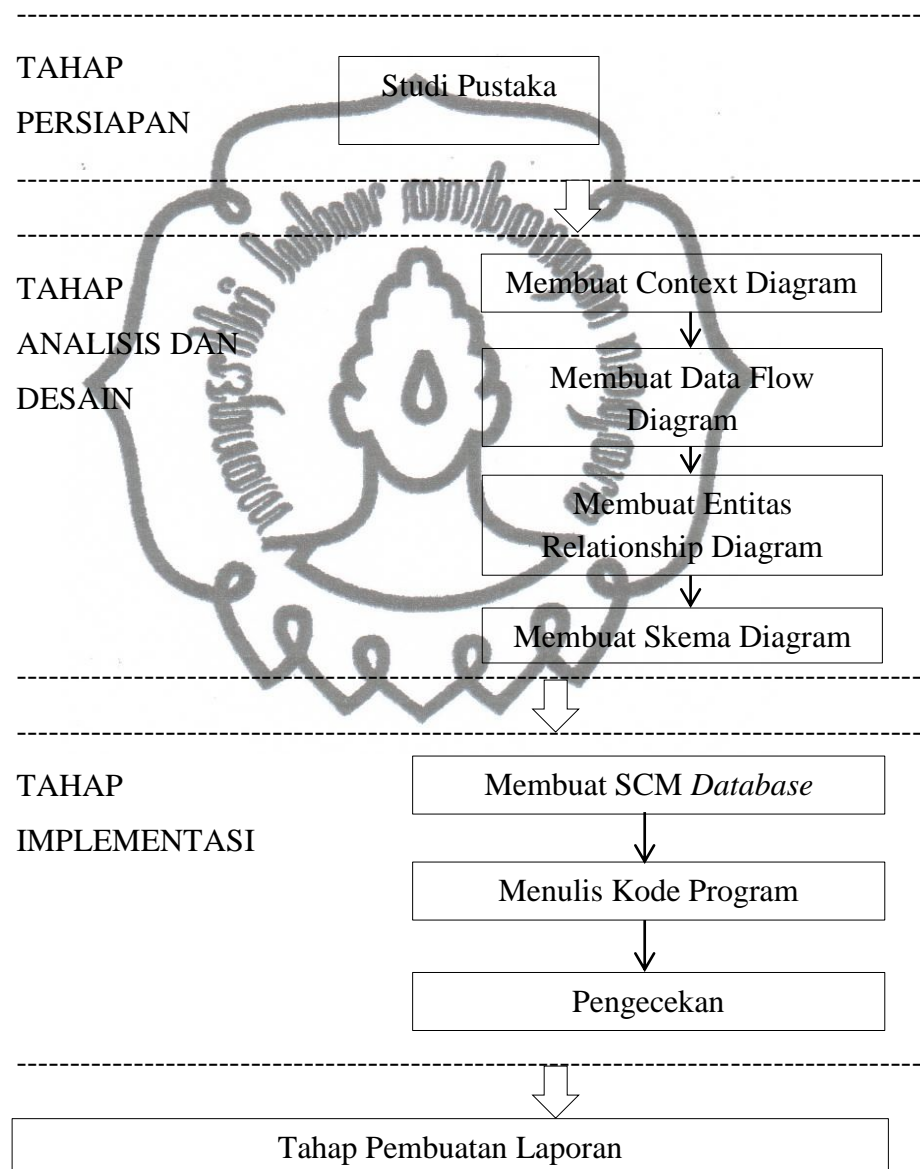 TAHAP
PERSIAPAN
Studi Pustaka
TAHAP
ANALISIS DAN
DESAIN
Membuat Context Diagram
Membuat Data Flow
Diagram
Membuat Entitas
Relationship Diagram
Membuat Skema Diagram
TAHAP
IMPLEMENTASI
Membuat SCM Database
Menulis Kode Program
Pengecekan
Tahap Pembuatan Laporan